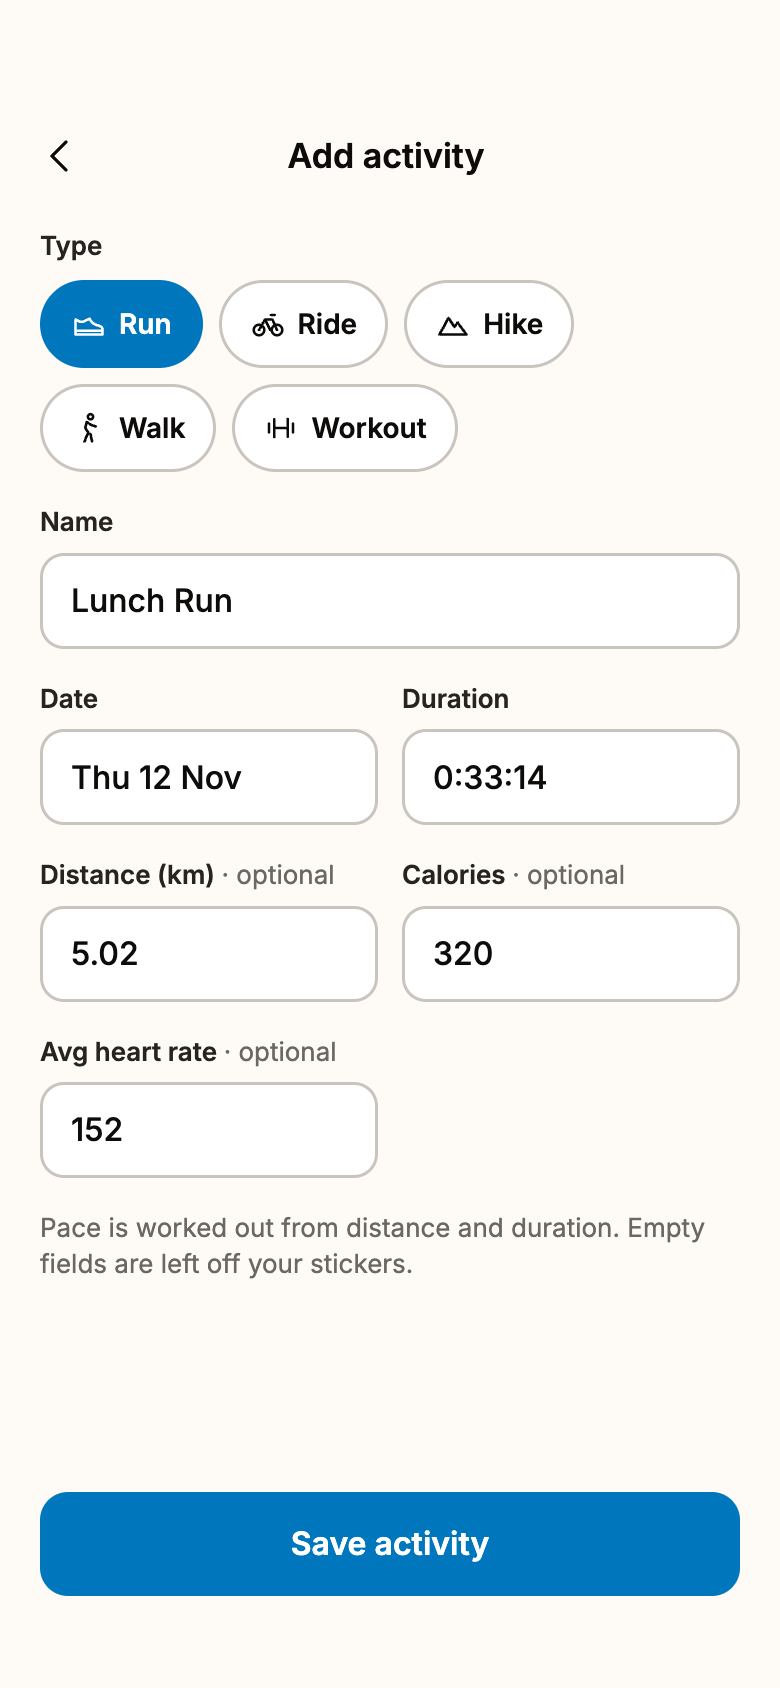 Add activity
Type
Run
Ride
Hike
Walk
Workout
Name
Lunch Run
Date
Duration
Thu 12 Nov
0:33:14
Distance (km) · optional
Calories · optional
5.02
320
Avg heart rate · optional
152
Pace is worked out from distance and duration. Empty
fields are left off your stickers.
Save activity